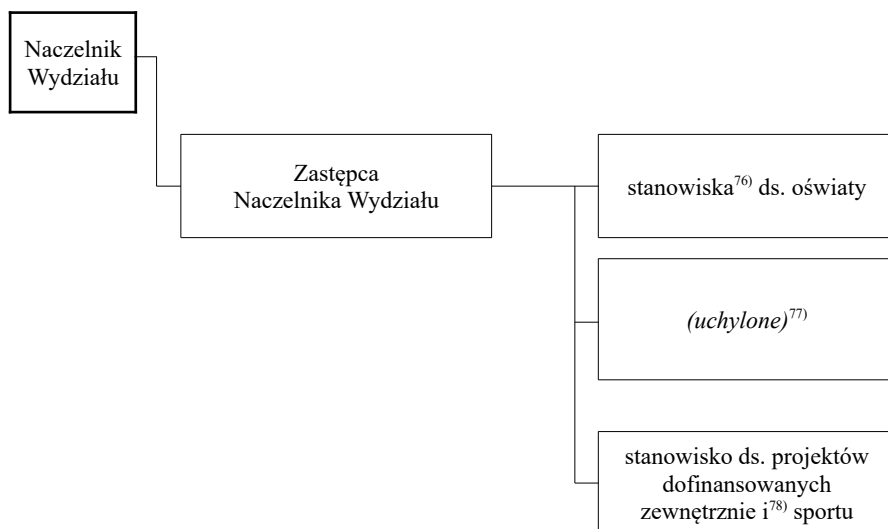 Naczelnik
Wydziału
Zastępca
Naczelnika Wydziału
stanowiska⁷⁶⁾ ds. oświaty
(uchylone)⁷⁷⁾
stanowisko ds. projektów
dofinansowanych
zewnętrznie i⁷⁸⁾ sportu